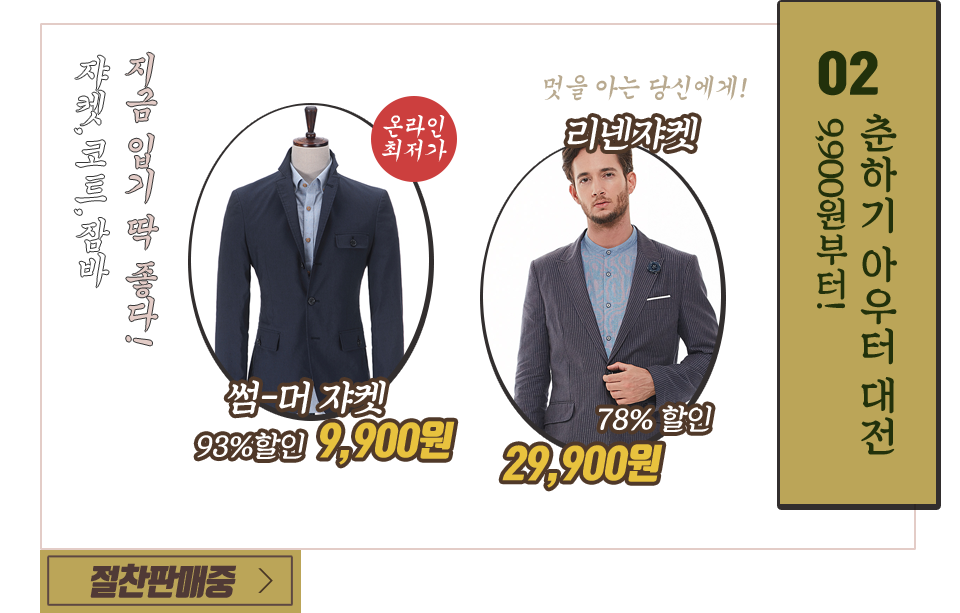 02
춘하기 아우터 대전
9,900원부터!
지금 입기 딱 좋다!
쟈켓,코트,잠바
온라인
최저가
썸-머 쟈켓
93%할인 9,900원
멋을 아는 당신에게!
리넨쟈켓
78% 할인
29,900원
절찬판매중